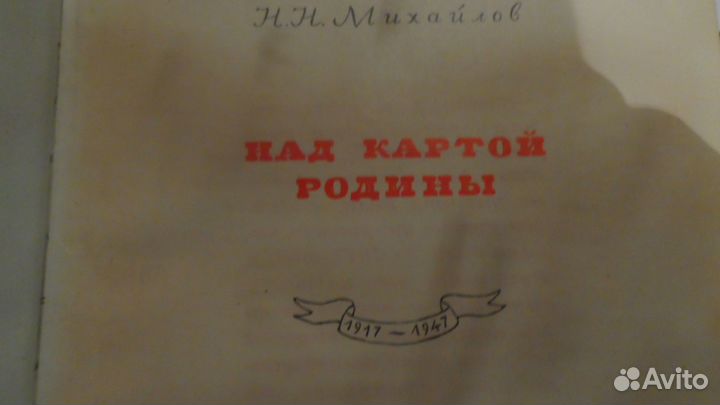 Н.Н. Михайлов
НАД КАРТОЙ
РОДИНЫ
1917 — 1947
Avito